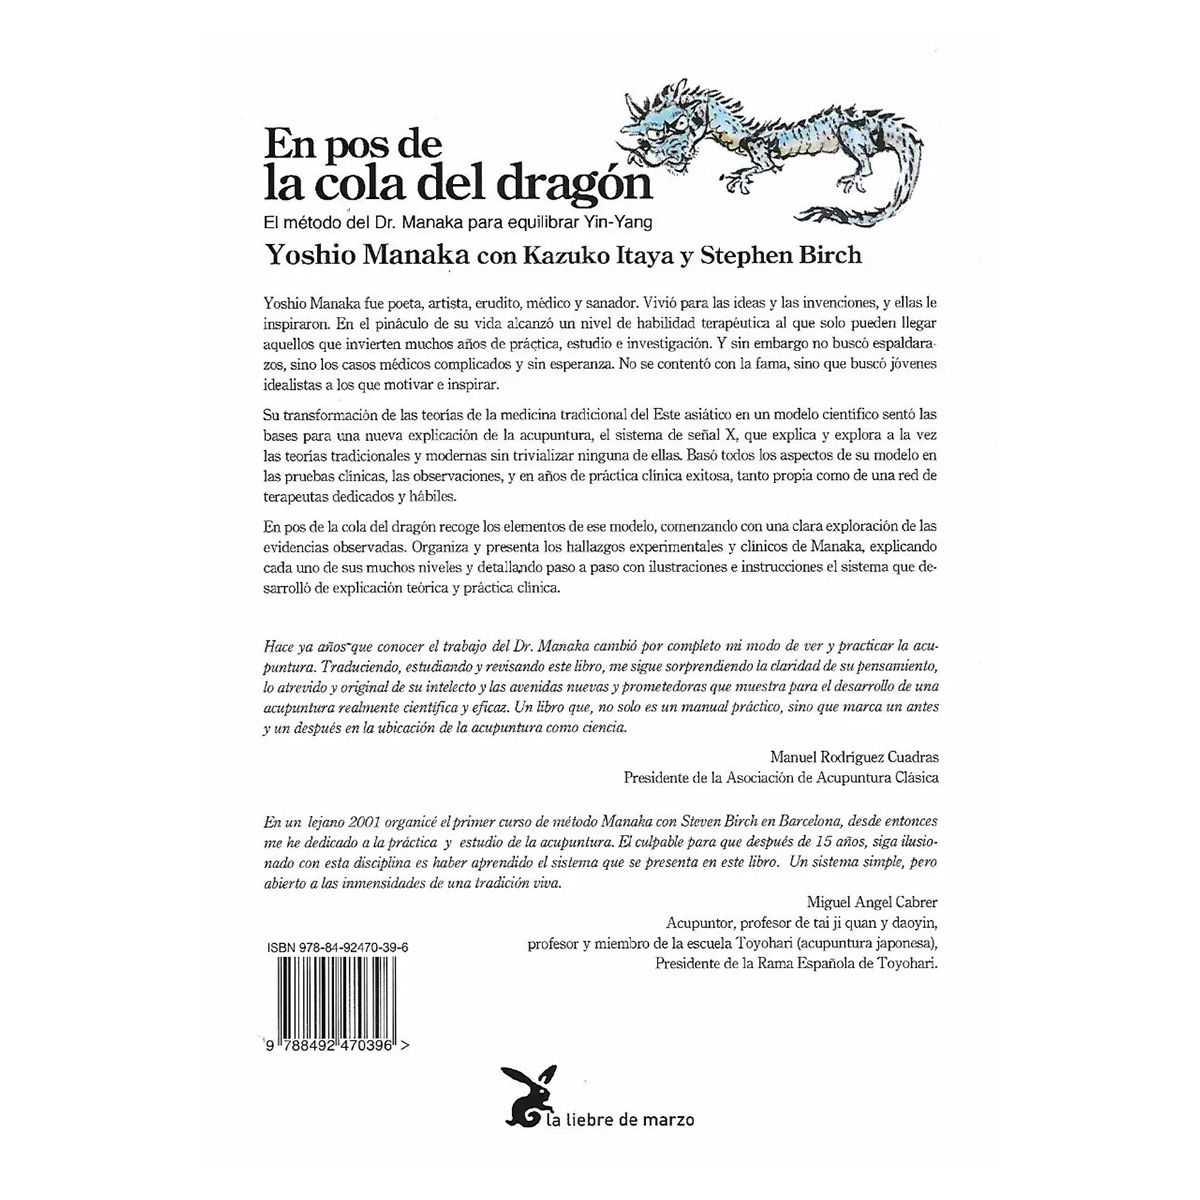 En pos de
la cola del dragón
El método del Dr. Manaka para equilibrar Yin-Yang
Yoshio Manaka con Kazuko Itaya y Stephen Birch
Yoshio Manaka fue poeta, artista, erudito, médico y sanador. Vivió para las ideas y las invenciones, y ellas le
inspiraron. En el pináculo de su vida alcanzó un nivel de habilidad terapéutica al que solo pueden llegar
aquellos que invierten muchos años de práctica, estudio e investigación. Y sin embargo no buscó espaldara-
zos, sino los casos médicos complicados y sin esperanza. No se contentó con la fama, sino que buscó jóvenes
idealistas a los que motivar e inspirar.
Su transformación de las teorías de la medicina tradicional del Este asiático en un modelo científico sentó las
bases para una nueva explicación de la acupuntura, el sistema de señal X, que explica y explora a la vez
las teorías tradicionales y modernas sin trivializar ninguna de ellas. Basó todos los aspectos de su modelo en
las pruebas clínicas, las observaciones, y en años de práctica clínica exitosa, tanto propia como de una red de
terapeutas dedicados y hábiles.
En pos de la cola del dragón recoge los elementos de ese modelo, comenzando con una clara exploración de las
evidencias observadas. Organiza y presenta los hallazgos experimentales y clínicos de Manaka, explicando
cada uno de sus muchos niveles y detallando paso a paso con ilustraciones e instrucciones el sistema que de-
sarrolló de explicación teórica y práctica clínica.
Hace ya años que conocer el trabajo del Dr. Manaka cambió por completo mi modo de ver y practicar la acu-
puntura. Traduciendo, estudiando y revisando este libro, me sigue sorprendiendo la claridad de su pensamiento,
lo atrevido y original de su intelecto y las avenidas nuevas y prometedoras que muestra para el desarrollo de una
acupuntura realmente científica y eficaz. Un libro que, no solo es un manual práctico, sino que marca un antes
y un después en la ubicación de la acupuntura como ciencia.
Manuel Rodríguez Cuadras
Presidente de la Asociación de Acupuntura Clásica
En un lejano 2001 organicé el primer curso de método Manaka con Steven Birch en Barcelona, desde entonces
me he dedicado a la práctica y estudio de la acupuntura. El culpable para que después de 15 años, siga ilusio-
nado con esta disciplina es haber aprendido el sistema que se presenta en este libro. Un sistema simple, pero
abierto a las inmensidades de una tradición viva.
Miguel Angel Cabrer
Acupuntor, profesor de tai ji quan y daoyin,
profesor y miembro de la escuela Toyohari (acupuntura japonesa),
Presidente de la Rama Española de Toyohari.
ISBN 978-84-92470-39-6
9 788492 470396 >
la liebre de marzo